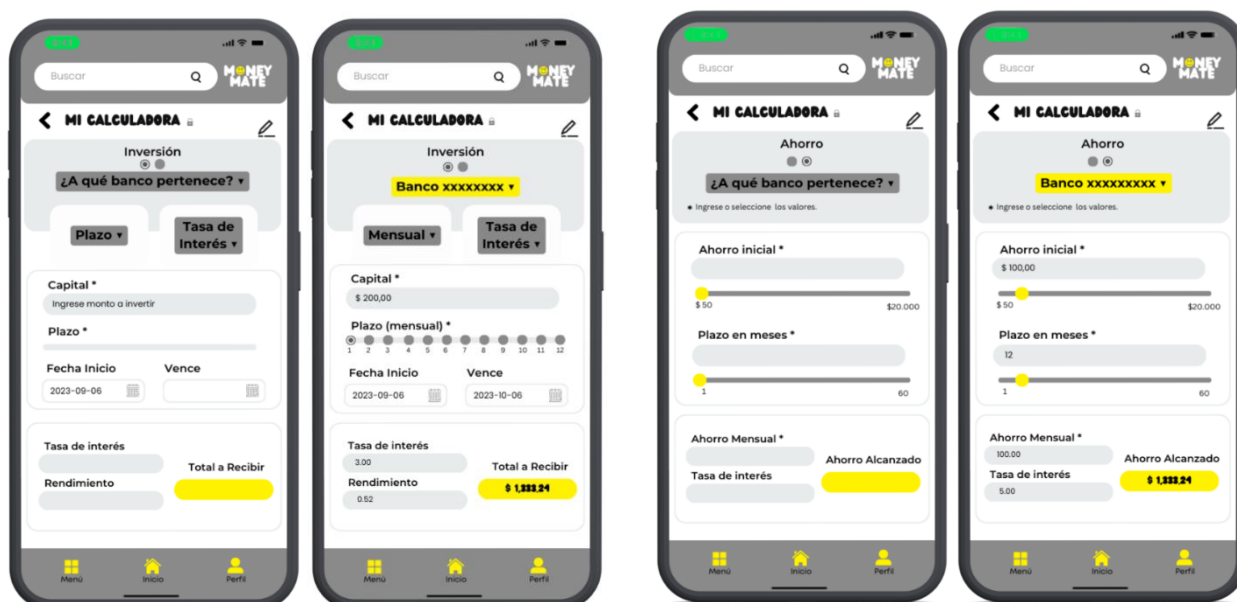 Buscar
MONEY
MATE
MI CALCULADORA
Inversión
¿A qué banco pertenece? ▾
Plazo ▾
Tasa de
Interés ▾
Capital *
Ingrese monto a invertir
Plazo *
Fecha Inicio Vence
2023-09-06
Tasa de interés
Total a Recibir
Rendimiento
Menú Inicio Perfil
Buscar
MONEY
MATE
MI CALCULADORA
Inversión
Banco xxxxxxxx ▾
Mensual ▾
Tasa de
Interés ▾
Capital *
$ 200,00
Plazo (mensual) *
1 2 3 4 5 6 7 8 9 10 11 12
Fecha Inicio Vence
2023-09-06 2023-10-06
Tasa de interés
3.00
Total a Recibir
Rendimiento
$ 1,333,24
0.52
Menú Inicio Perfil
Buscar
MONEY
MATE
MI CALCULADORA
Ahorro
¿A qué banco pertenece? ▾
* Ingrese o seleccione los valores.
Ahorro inicial *
$ 50 $20.000
Plazo en meses *
1 60
Ahorro Mensual *
Ahorro Alcanzado
Tasa de interés
Menú Inicio Perfil
Buscar
MONEY
MATE
MI CALCULADORA
Ahorro
Banco xxxxxxxxx ▾
* Ingrese o seleccione los valores.
Ahorro inicial *
$ 100,00
$ 50 $20.000
Plazo en meses *
12
1 60
Ahorro Mensual *
100.00
Ahorro Alcanzado
Tasa de interés
$ 1,333,24
5.00
Menú Inicio Perfil